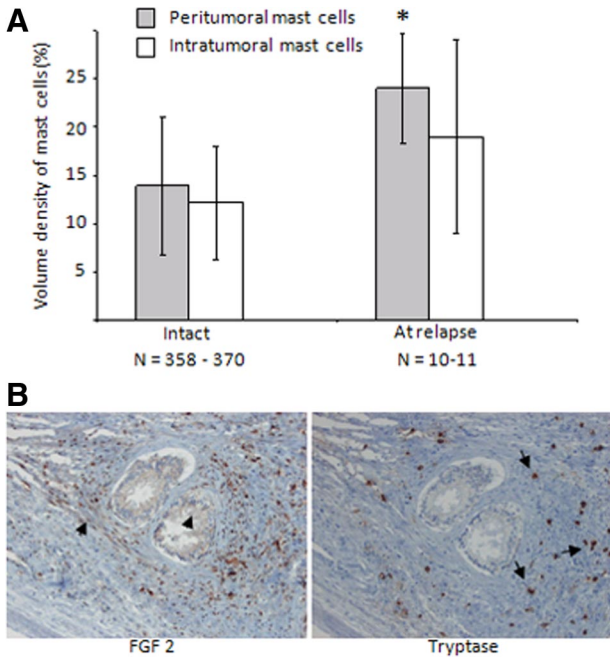 A
Peritumoral mast cells
Intratumoral mast cells
*
Volume density of mast cells (%)
25
20
15
10
5
Intact
At relapse
N = 358 - 370
N = 10-11
B
FGF 2
Tryptase